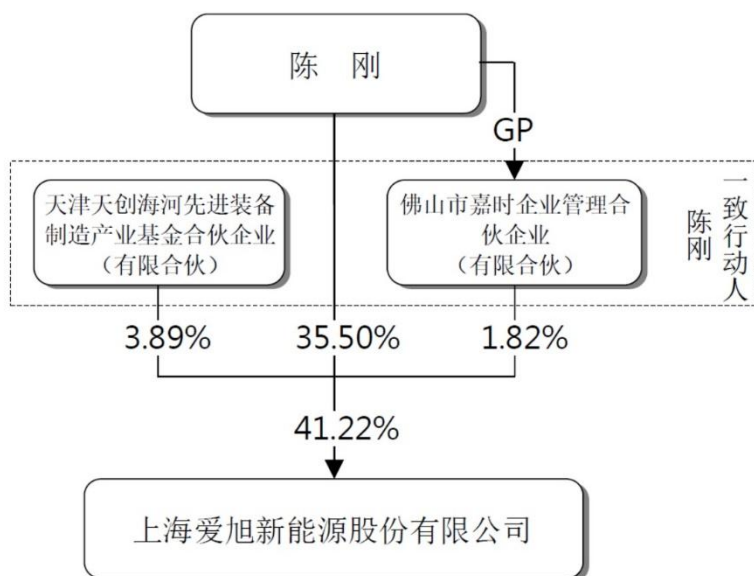 陈 刚
GP
天津天创海河先进装备
制造产业基金合伙企业
（有限合伙）
佛山市嘉时企业管理合
伙企业
（有限合伙）
一致行动人
陈刚
3.89%
35.50%
1.82%
41.22%
上海爱旭新能源股份有限公司